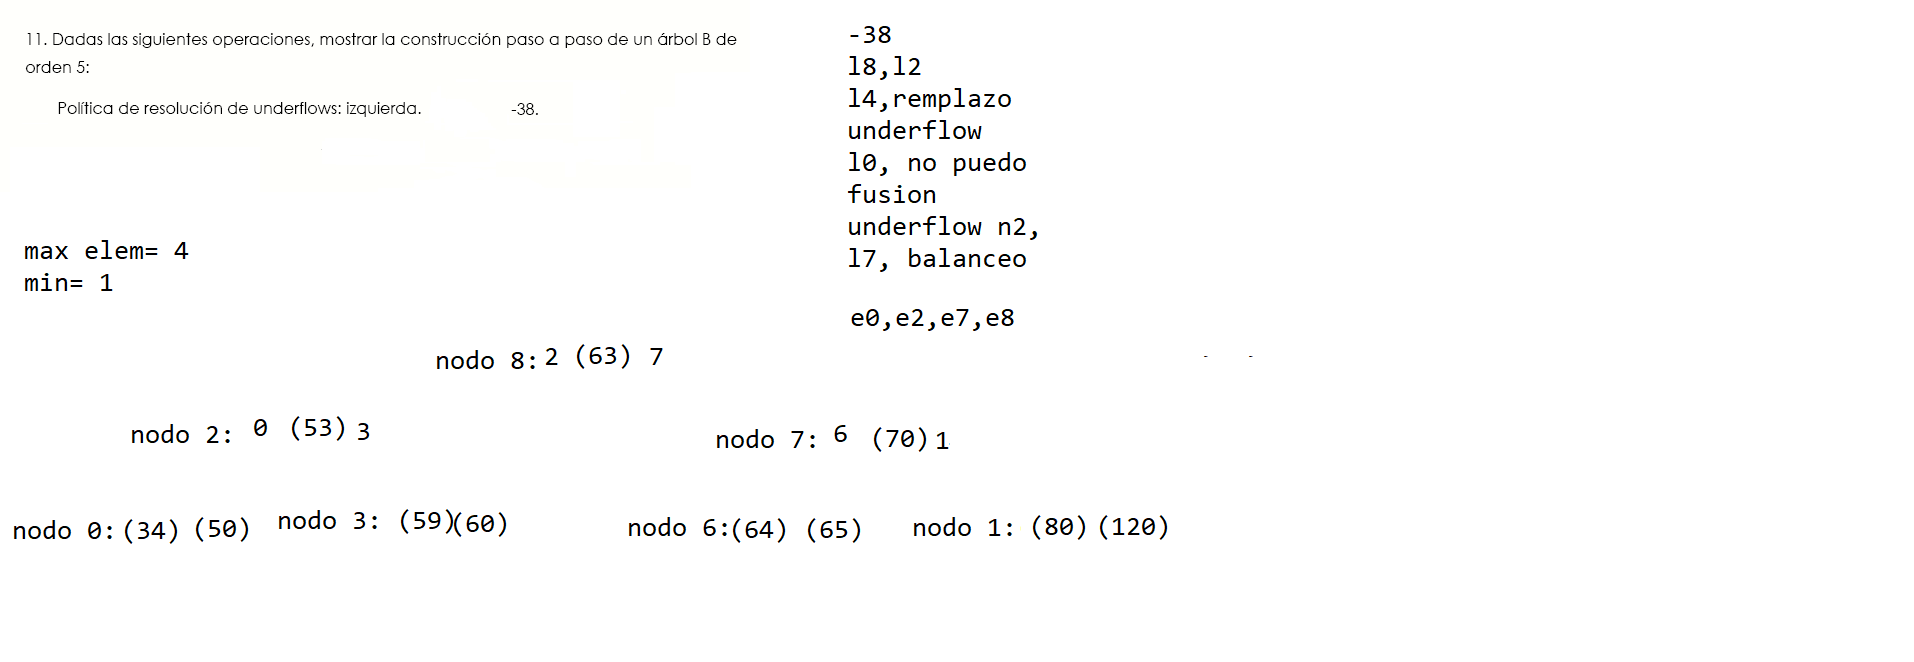 11. Dadas las siguientes operaciones, mostrar la construcción paso a paso de un árbol B de
orden 5:
Política de resolución de underflows: izquierda. -38.
max elem= 4
min= 1
-38
l8,l2
l4,remplazo
underflow
l0, no puedo
fusion
underflow n2,
l7, balanceo
e0,e2,e7,e8
nodo 8: 2 (63) 7
nodo 2: 0 (53) 3
nodo 7: 6 (70) 1
nodo 0: (34) (50)
nodo 3: (59)(60)
nodo 6:(64) (65)
nodo 1: (80) (120)